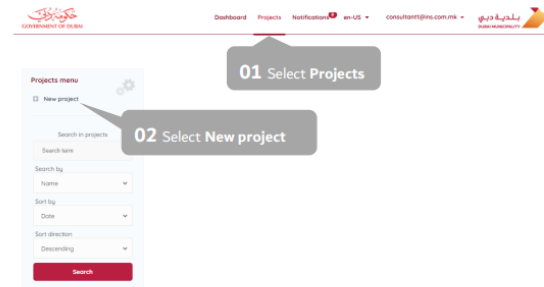 حكومة دبي
GOVERNMENT OF DUBAI
Dashboard Projects Notifications en-US consultant1@ins.com.mk
بلدية دبي
DUBAI MUNICIPALITY
01 Select Projects
Projects menu
New project
02 Select New project
Search in projects
Search term
Search by
Name
Sort by
Date
Sort direction
Descending
Search